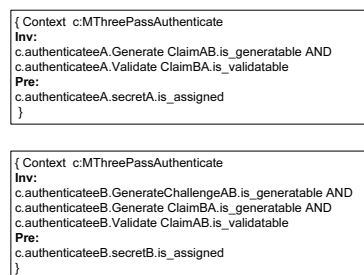 { Context c:MThreePassAuthenticate
Inv:
c.authenticateeA.Generate ClaimAB.is_generatable AND
c.authenticateeA.Validate ClaimBA.is_validatable
Pre:
c.authenticateeA.secretA.is_assigned
}
{ Context c:MThreePassAuthenticate
Inv:
c.authenticateeB.GenerateChallengeAB.is_generatable AND
c.authenticateeB.Generate ClaimBA.is_generatable AND
c.authenticateeB.Validate ClaimAB.is_validatable
Pre:
c.authenticateeB.secretB.is_assigned
}